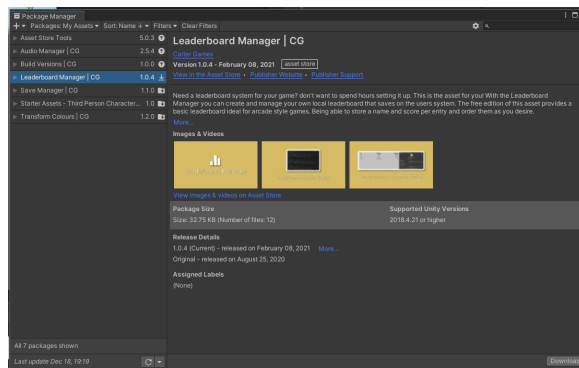 Package Manager
+ Packages: My Assets Sort: Name ↓ Filters Clear Filters
Asset Store Tools 5.0.3
Audio Manager | CG 2.5.4
Build Versions | CG 1.0.0
Leaderboard Manager | CG 1.0.4
Save Manager | CG 1.1.0
Starter Assets - Third Person Character... 1.0
Transform Colours | CG 1.2.0
All 7 packages shown
Last update Dec 18, 19:19
Leaderboard Manager | CG
Carter Games
Version 1.0.4 - February 08, 2021 asset store
View in the Asset Store • Publisher Website • Publisher Support
Need a leaderboard system for your game? don't want to spend hours setting it up. This is the asset for you! With the Leaderboard
Manager you can create and manage your own local leaderboard that saves on the users system. The free edition of this asset provides a
basic leaderboard ideal for arcade style games. Being able to store a name and score per entry and order them as you desire.
More...
Images & Videos
View images & videos on Asset Store
Package Size
Size: 32.75 KB (Number of files: 12)
Supported Unity Versions
2018.4.21 or higher
Release Details
1.0.4 (Current) - released on February 08, 2021 More...
Original - released on August 25, 2020
Assigned Labels
(None)
Download